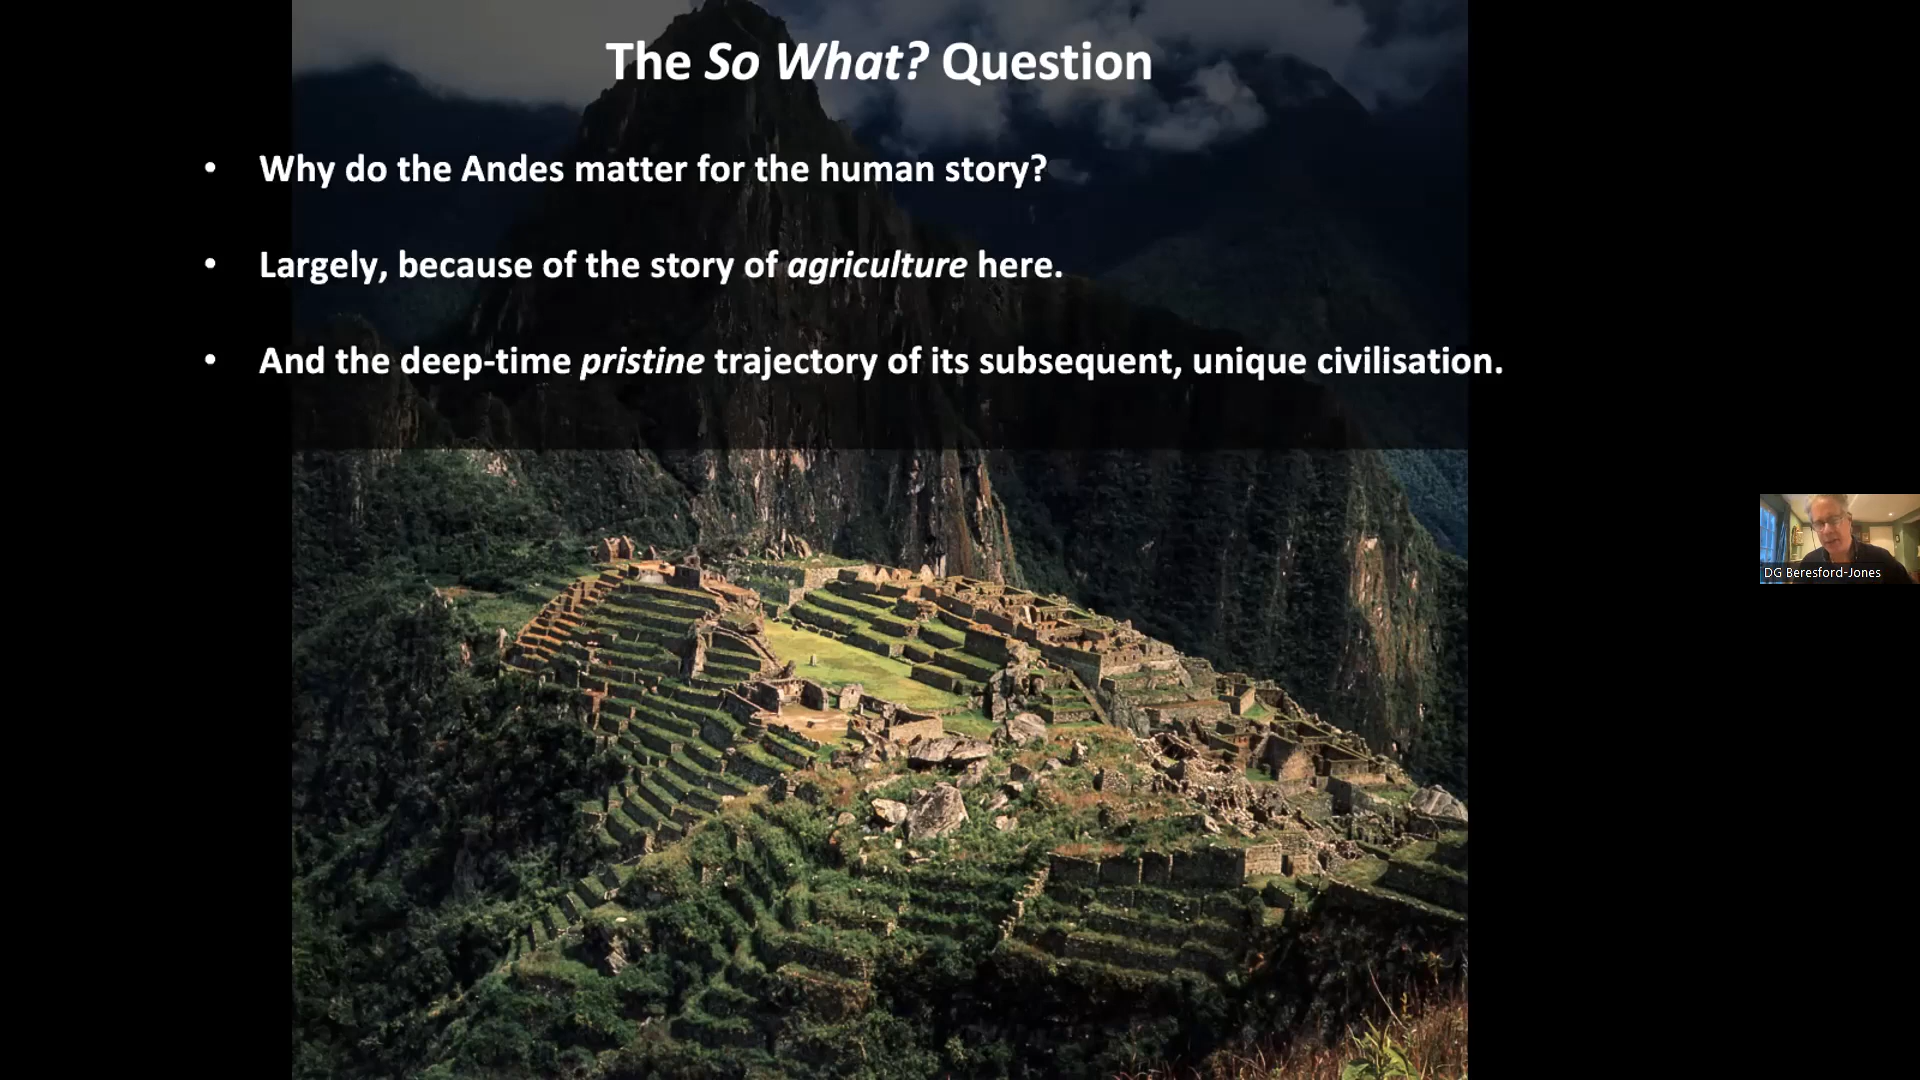 The So What? Question
• Why do the Andes matter for the human story?
• Largely, because of the story of agriculture here.
• And the deep-time pristine trajectory of its subsequent, unique civilisation.
DG Beresford-Jones